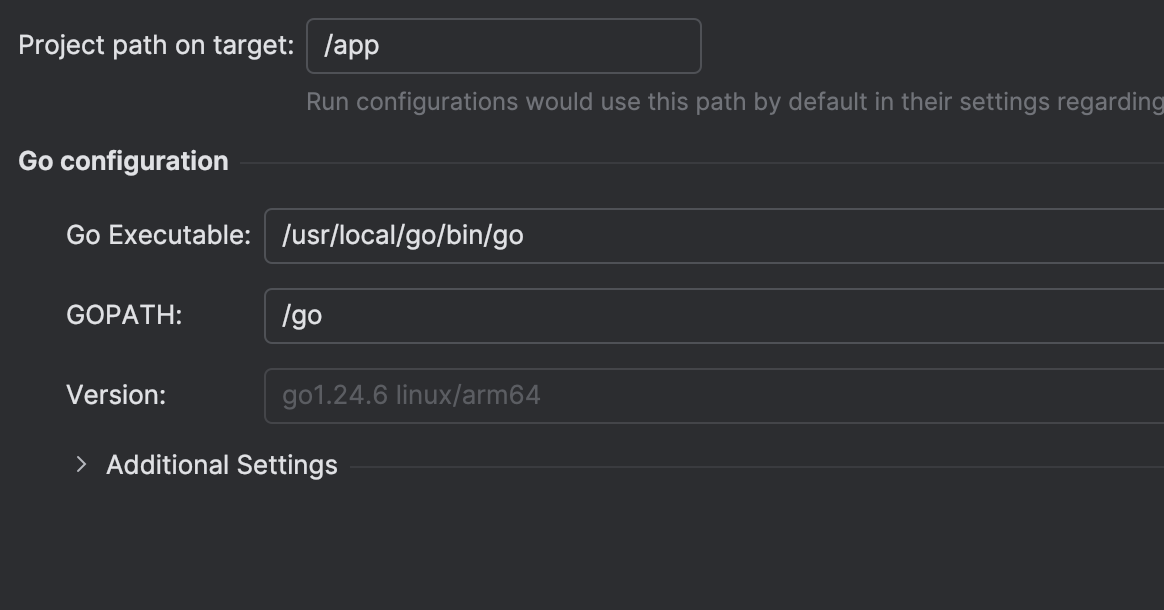 Project path on target: /app
Run configurations would use this path by default in their settings regarding
Go configuration
Go Executable: /usr/local/go/bin/go
GOPATH: /go
Version: go1.24.6 linux/arm64
Additional Settings